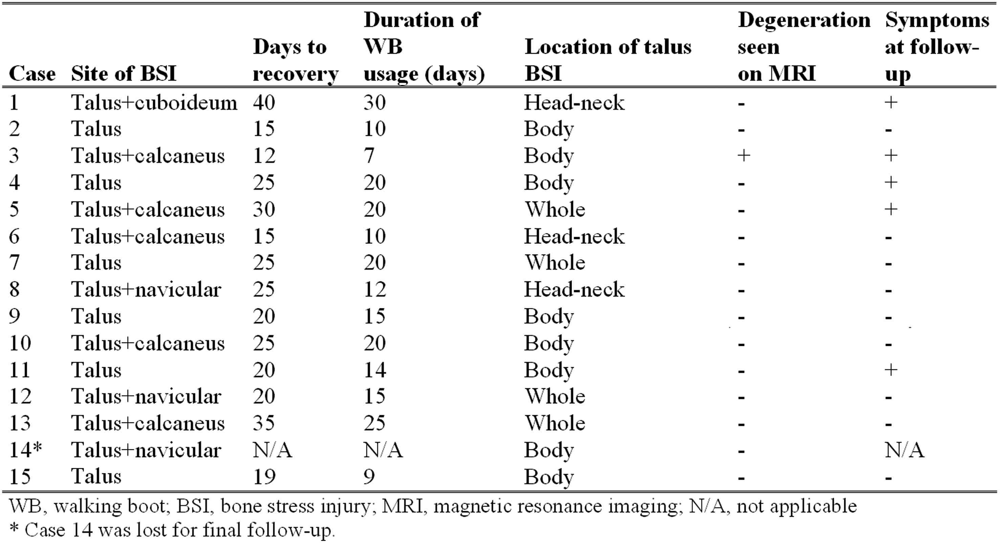 Duration of Degeneration Symptoms
Days to WB Location of talus seen at follow-
Case Site of BSI recovery usage (days) BSI on MRI up
1 Talus+cuboideum 40 30 Head-neck - +
2 Talus 15 10 Body - -
3 Talus+calcaneus 12 7 Body + +
4 Talus 25 20 Body - +
5 Talus+calcaneus 30 20 Whole - +
6 Talus+calcaneus 15 10 Head-neck - -
7 Talus 25 20 Whole - -
8 Talus+navicular 25 12 Head-neck - -
9 Talus 20 15 Body - -
10 Talus+calcaneus 25 20 Body - -
11 Talus 20 14 Body - +
12 Talus+navicular 20 15 Whole - -
13 Talus+calcaneus 35 25 Whole - -
14* Talus+navicular N/A N/A Body - N/A
15 Talus 19 9 Body - -
WB, walking boot; BSI, bone stress injury; MRI, magnetic resonance imaging; N/A, not applicable
* Case 14 was lost for final follow-up.